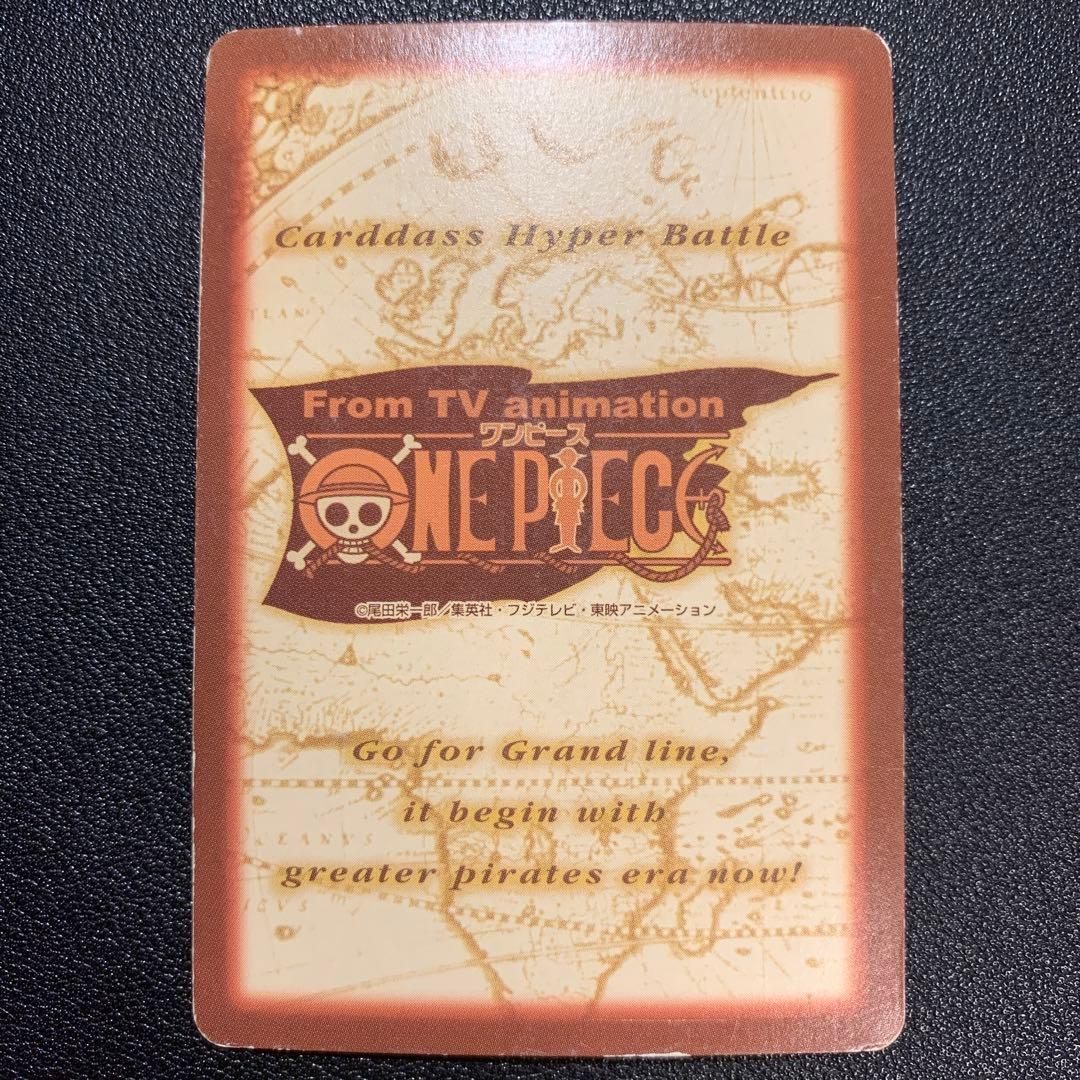 Septentrio
Carddass Hyper Battle
From TV animation
ワンピース
ONE PIECE
©尾田栄一郎／集英社・フジテレビ・東映アニメーション
Go for Grand line,
it begin with
greater pirates era now!